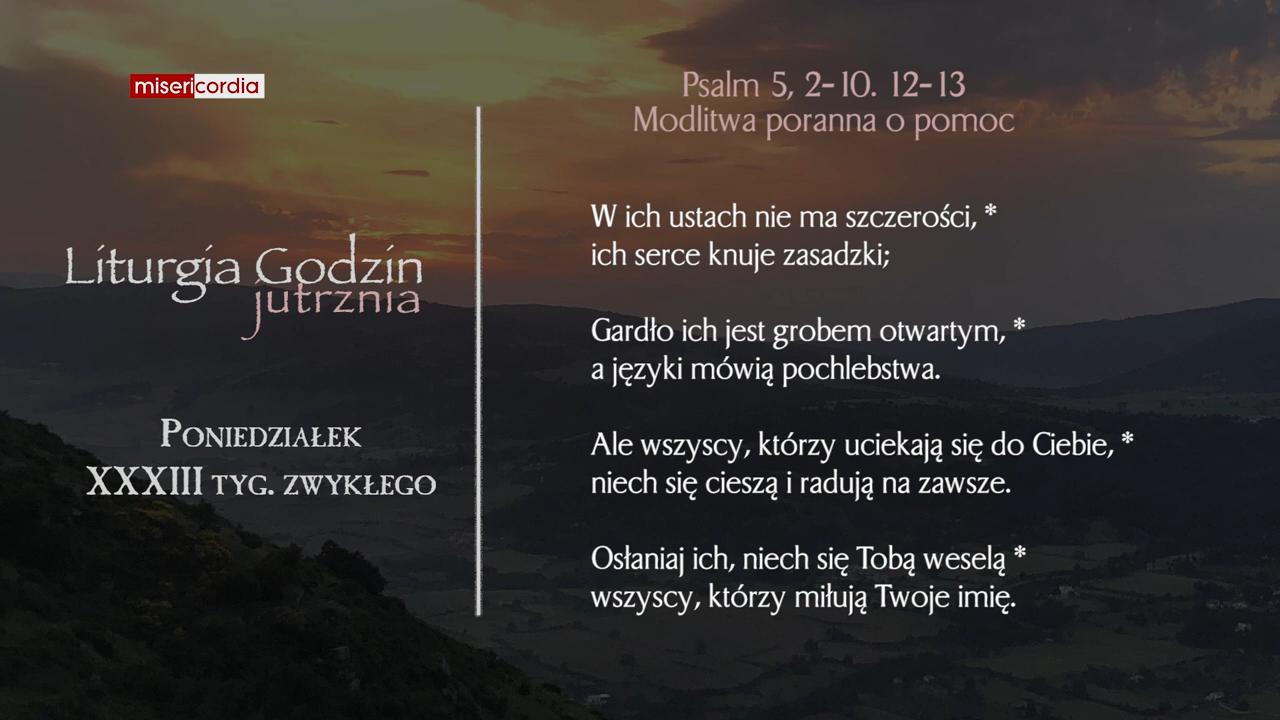 misericordia
Liturgia Godzin
jutrznia
Poniedziałek
XXXIII tyg. zwykłego
Psalm 5, 2-10. 12-13
Modlitwa poranna o pomoc
W ich ustach nie ma szczerości, *
ich serce knuje zasadzki;
Gardło ich jest grobem otwartym, *
a języki mówią pochlebstwa.
Ale wszyscy, którzy uciekają się do Ciebie, *
niech się cieszą i radują na zawsze.
Osłaniaj ich, niech się Tobą weselą *
wszyscy, którzy miłują Twoje imię.